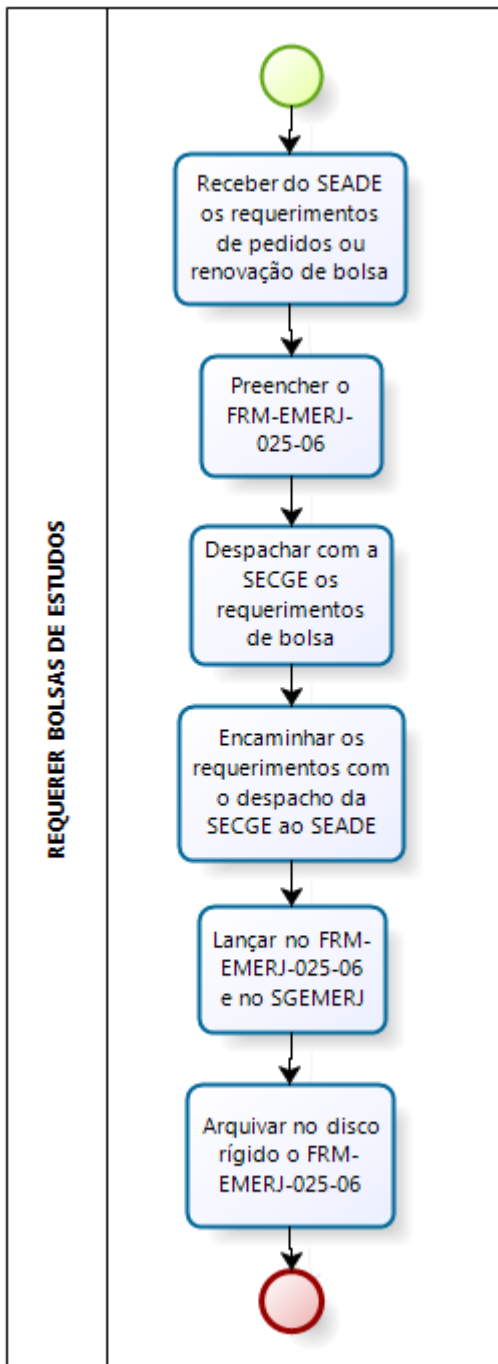 REQUERER BOLSAS DE ESTUDOS
Receber do SEADE
os requerimentos
de pedidos ou
renovação de bolsa
Preencher o
FRM-EMERJ-
025-06
Despachar com a
SECGE os
requerimentos
de bolsa
Encaminhar os
requerimentos com
o despacho da
SECGE ao SEADE
Lançar no FRM-
EMERJ-025-06
e no SGEMERJ
Arquivar no disco
rígido o FRM-
EMERJ-025-06